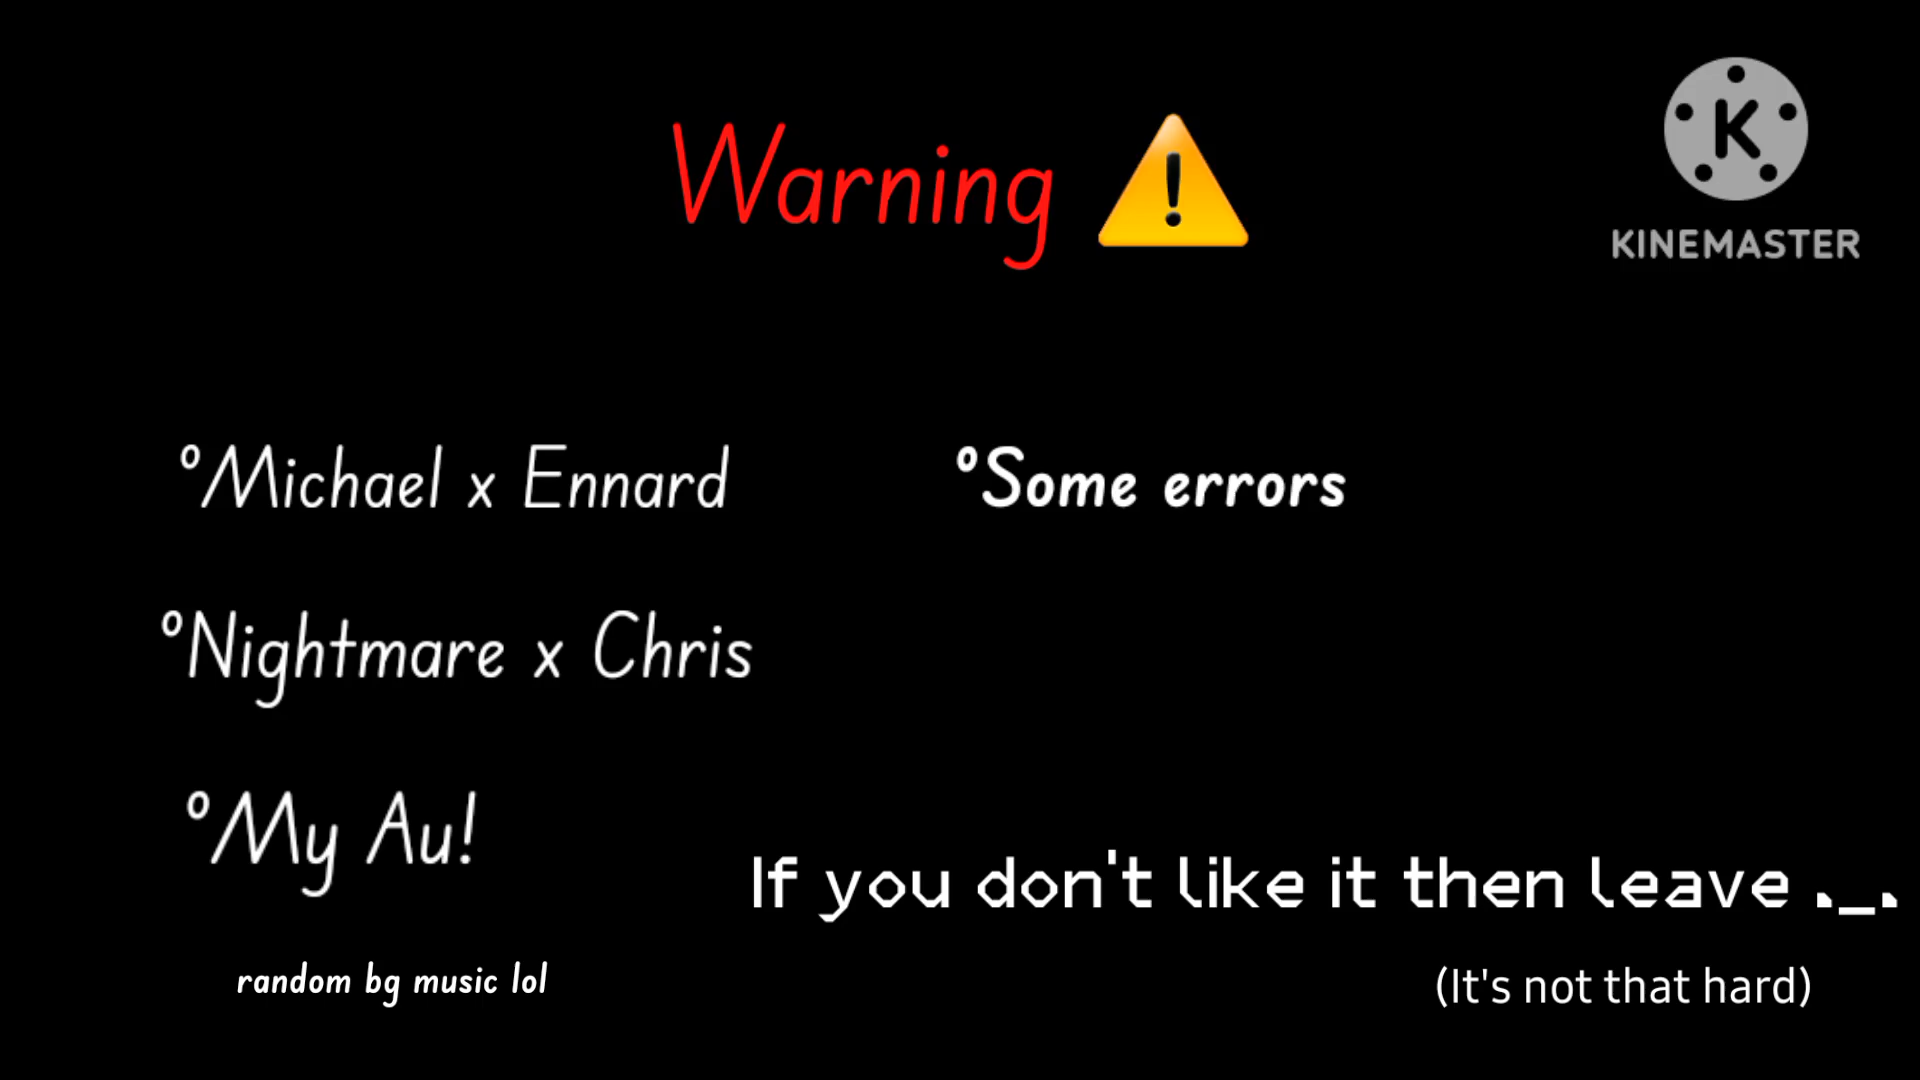 Warning ⚠️
KINEMASTER
°Michael x Ennard
°Some errors
°Nightmare x Chris
°My Au!
If you don't like it then leave ._.
random bg music lol
(It's not that hard)